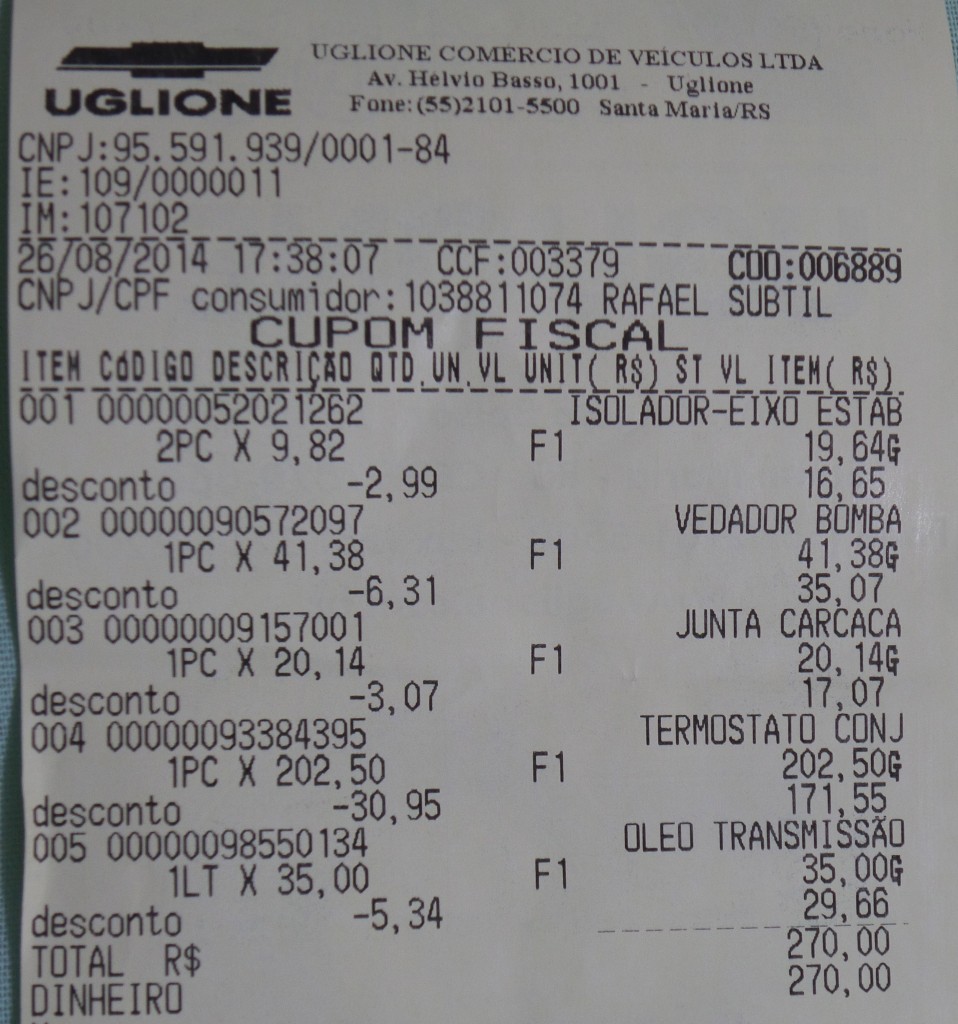 UGLIONE
UGLIONE COMÉRCIO DE VEÍCULOS LTDA
Av. Helvio Basso, 1001 - Uglione
Fone:(55)2101-5500 Santa Maria/RS
CNPJ:95.591.939/0001-84
IE:109/0000011
IM:107102
26/08/2014 17:38:07 CCF:003379 COO:006889
CNPJ/CPF consumidor:1038811074 RAFAEL SUBTIL
CUPOM FISCAL
ITEM CÓDIGO DESCRIÇÃO QTD.UN.VL UNIT( R$) ST VL ITEM( R$)
001 00000052021262 ISOLADOR-EIXO ESTAB
2PC X 9,82 F1 19,64G
desconto -2,99 16,65
002 00000090572097 VEDADOR BOMBA
1PC X 41,38 F1 41,38G
desconto -6,31 35,07
003 00000009157001 JUNTA CARCACA
1PC X 20,14 F1 20,14G
desconto -3,07 17,07
004 00000093384395 TERMOSTATO CONJ
1PC X 202,50 F1 202,50G
desconto -30,95 171,55
005 00000098550134 OLEO TRANSMISSÃO
1LT X 35,00 F1 35,00G
desconto -5,34 29,66
TOTAL R$ 270,00
DINHEIRO 270,00